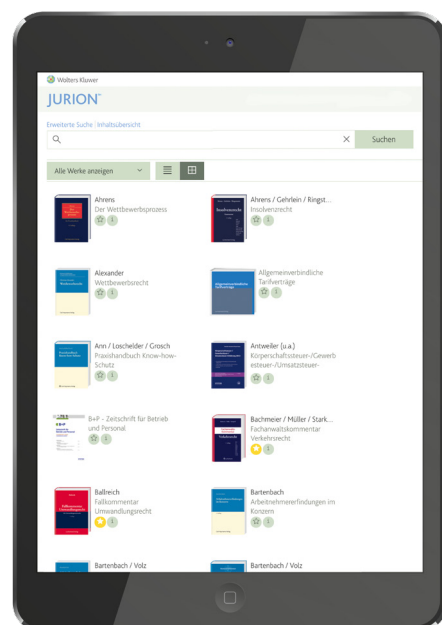 Wolters Kluwer
JURION
Erweiterte Suche | Inhaltsübersicht
Suchen
Alle Werke anzeigen
Ahrens
Der Wettbewerbsprozess
Ahrens / Gehrlein / Ringst...
Insolvenzrecht
Alexander
Wettbewerbsrecht
Allgemeinverbindliche
Tarifverträge
Ann / Loschelder / Grosch
Praxishandbuch Know-how-
Schutz
Antweiler (u.a.)
Körperschaftssteuer-/Gewerb
esteuer-/Umsatzsteuer-
B+P - Zeitschrift für Betrieb
und Personal
Bachmeier / Müller / Stark...
Fachanwaltskommentar
Verkehrsrecht
Ballreich
Fallkommentar
Umwandlungsrecht
Bartenbach
Arbeitnehmererfindungen im
Konzern
Bartenbach / Volz
Bartenbach / Volz